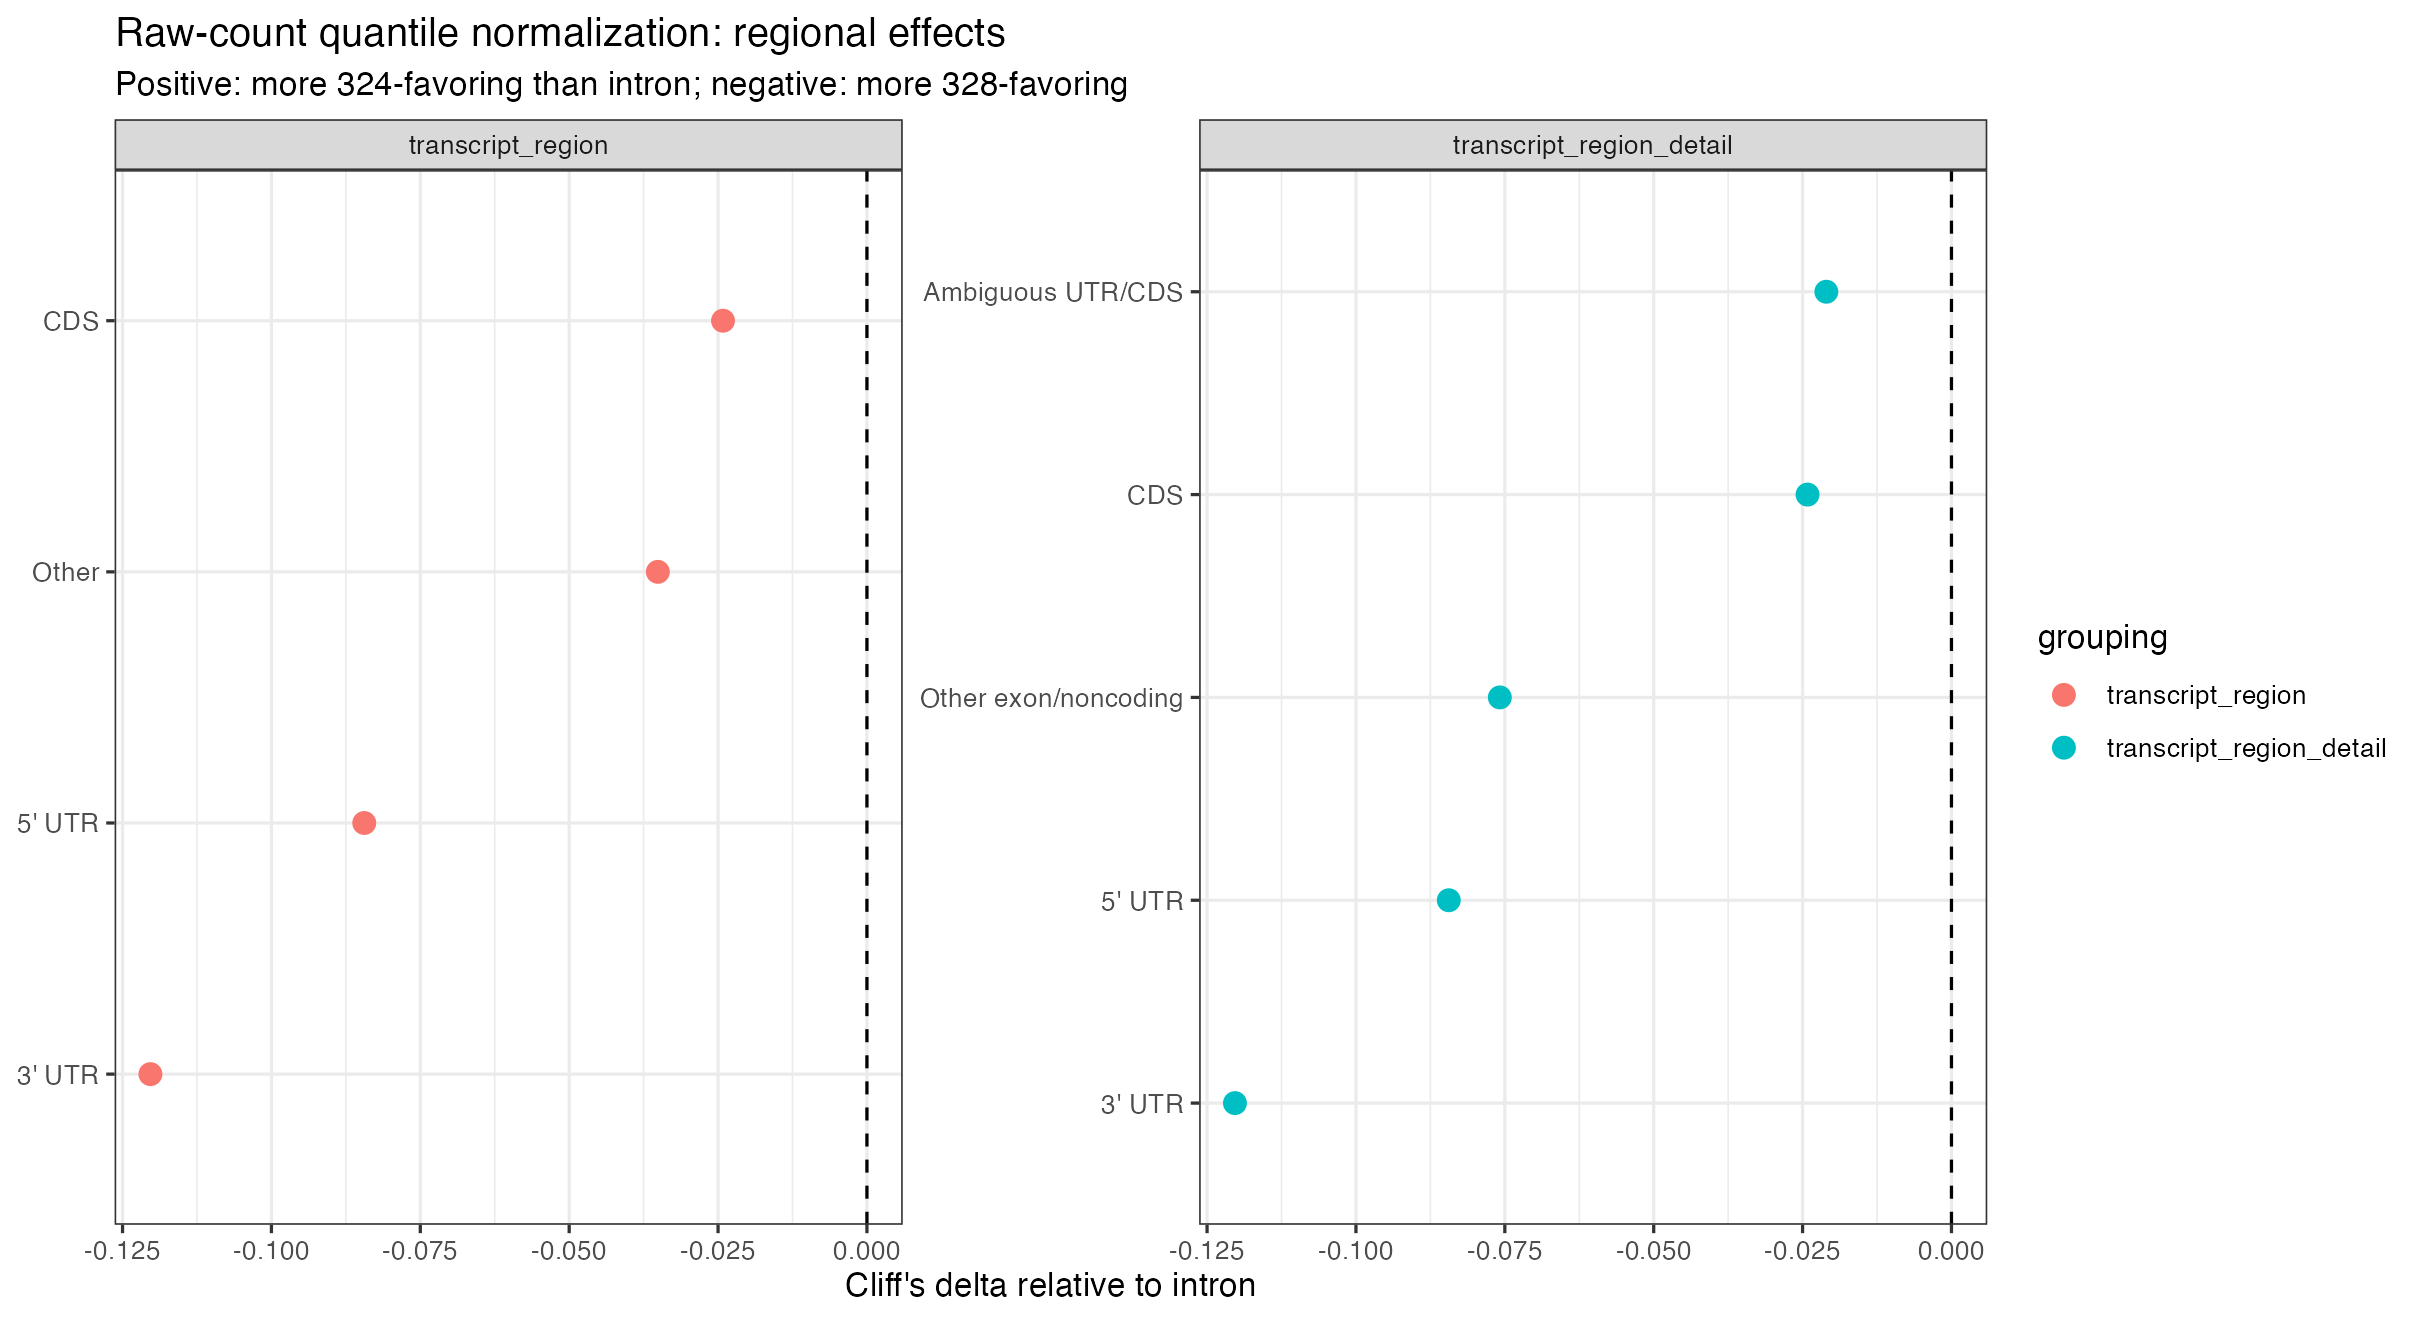 Raw-count quantile normalization: regional effects
Positive: more 324-favoring than intron; negative: more 328-favoring
transcript_region
CDS
Other
5' UTR
3' UTR
-0.125 -0.100 -0.075 -0.050 -0.025 0.000
transcript_region_detail
Ambiguous UTR/CDS
CDS
Other exon/noncoding
5' UTR
3' UTR
-0.125 -0.100 -0.075 -0.050 -0.025 0.000
Cliff's delta relative to intron
grouping
transcript_region
transcript_region_detail